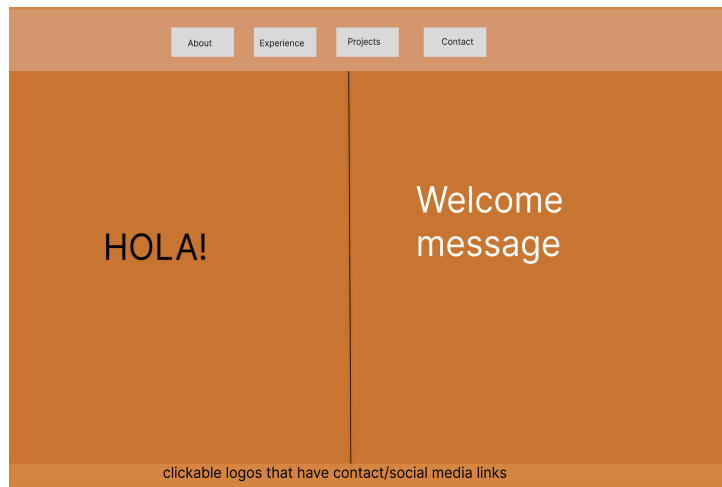 About
Experience
Projects
Contact
HOLA!
Welcome
message
clickable logos that have contact/social media links